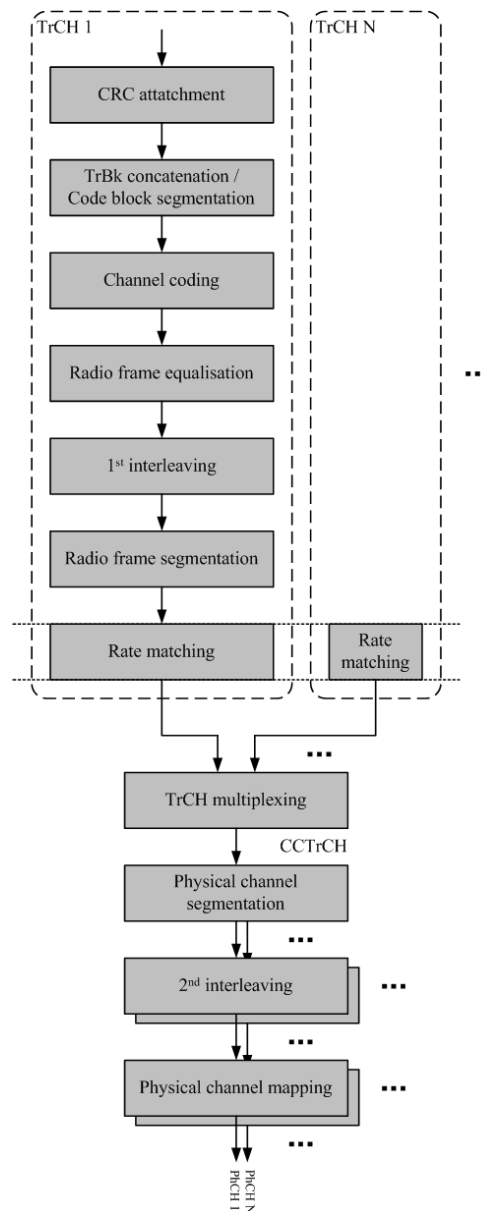 TrCH 1
TrCH N
CRC attatchment
TrBk concatenation /
Code block segmentation
Channel coding
Radio frame equalisation
1st interleaving
Radio frame segmentation
Rate matching
Rate
matching
TrCH multiplexing
CCTrCH
Physical channel
segmentation
2nd interleaving
Physical channel mapping
PhCH 1
PhCH N